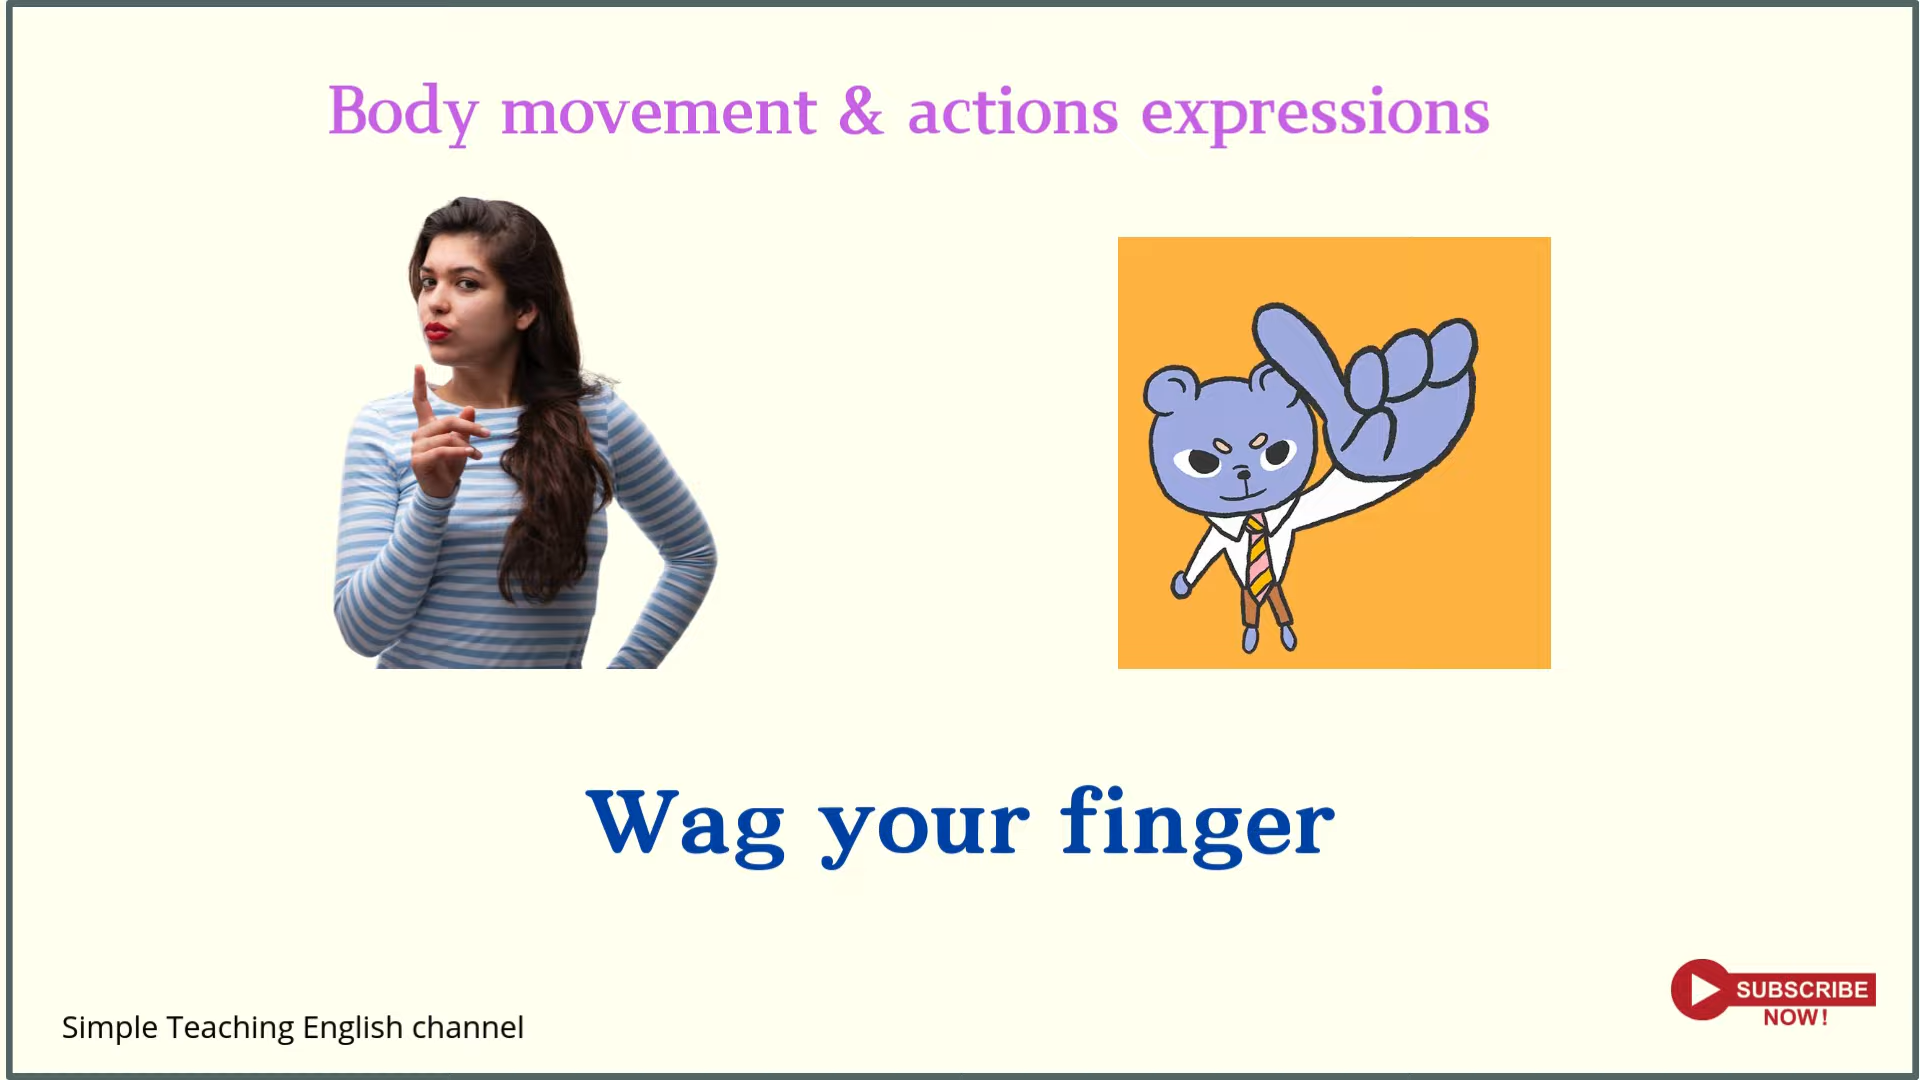 Body movement & actions expressions
Wag your finger
Simple Teaching English channel
SUBSCRIBE
NOW!